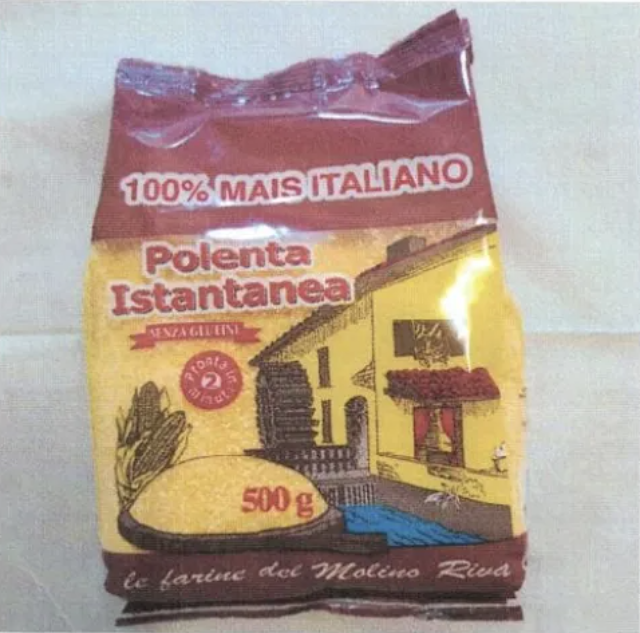 100% MAIS ITALIANO
Polenta
Istantanea
SENZA GLUTINE
Pronta in
2
minuti
500 g
le farine del Molino Riva